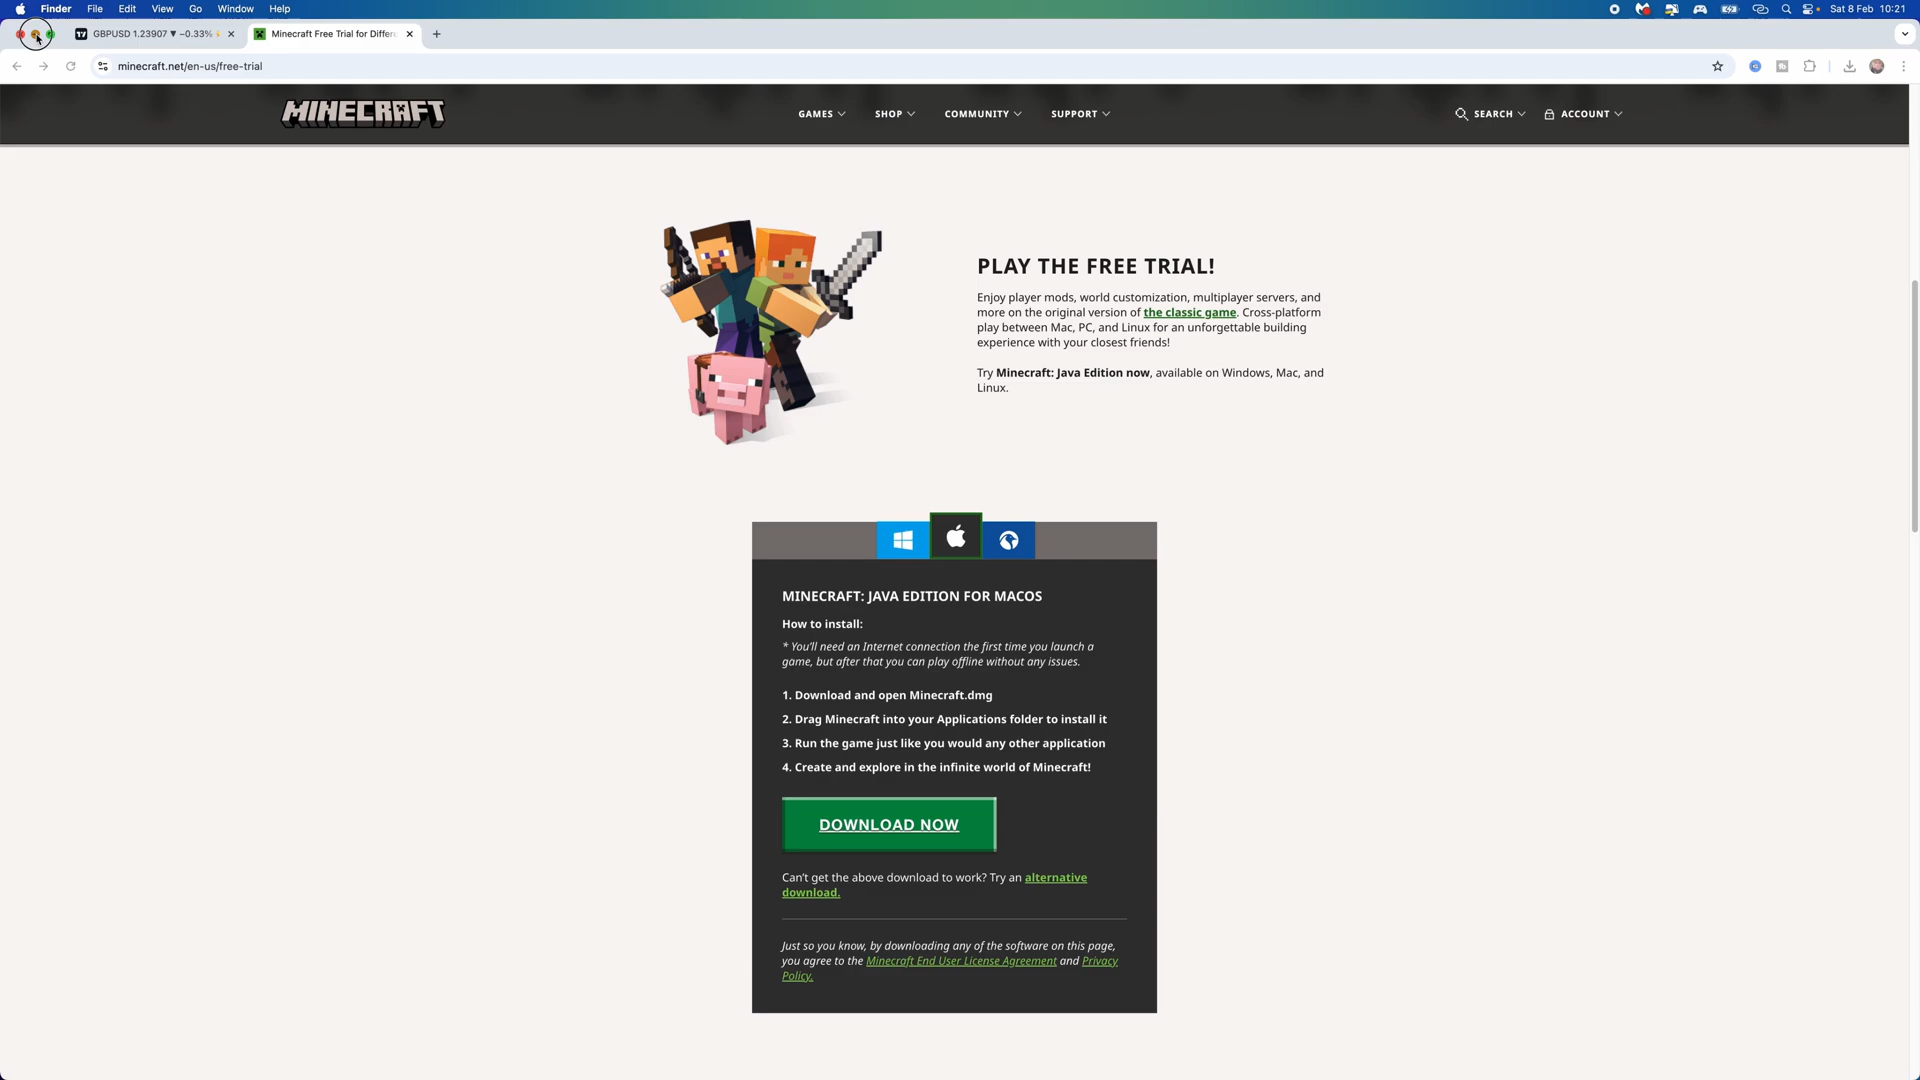 Finder File Edit View Go Window Help
Sat 8 Feb 10:21
GBPUSD 1.23907 ▼ −0.33%
Minecraft Free Trial for Differe
minecraft.net/en-us/free-trial
MINECRAFT
GAMES
SHOP
COMMUNITY
SUPPORT
SEARCH
ACCOUNT
PLAY THE FREE TRIAL!
Enjoy player mods, world customization, multiplayer servers, and
more on the original version of the classic game. Cross-platform
play between Mac, PC, and Linux for an unforgettable building
experience with your closest friends!
Try Minecraft: Java Edition now, available on Windows, Mac, and
Linux.
MINECRAFT: JAVA EDITION FOR MACOS
How to install:
* You'll need an Internet connection the first time you launch a
game, but after that you can play offline without any issues.
1. Download and open Minecraft.dmg
2. Drag Minecraft into your Applications folder to install it
3. Run the game just like you would any other application
4. Create and explore in the infinite world of Minecraft!
DOWNLOAD NOW
Can't get the above download to work? Try an alternative
download.
Just so you know, by downloading any of the software on this page,
you agree to the Minecraft End User License Agreement and Privacy
Policy.